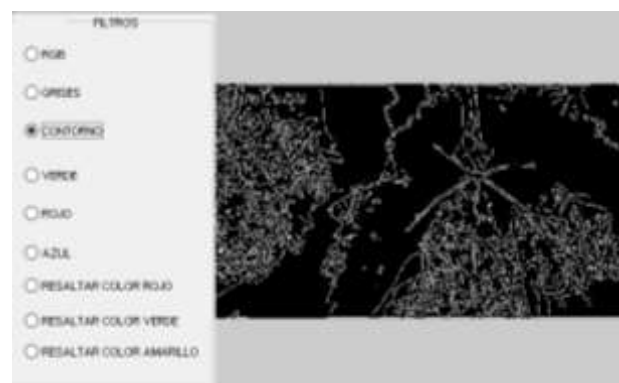 FILTROS
RGB
GRISES
CONTORNO
VERDE
ROJO
AZUL
RESALTAR COLOR ROJO
RESALTAR COLOR VERDE
RESALTAR COLOR AMARILLO